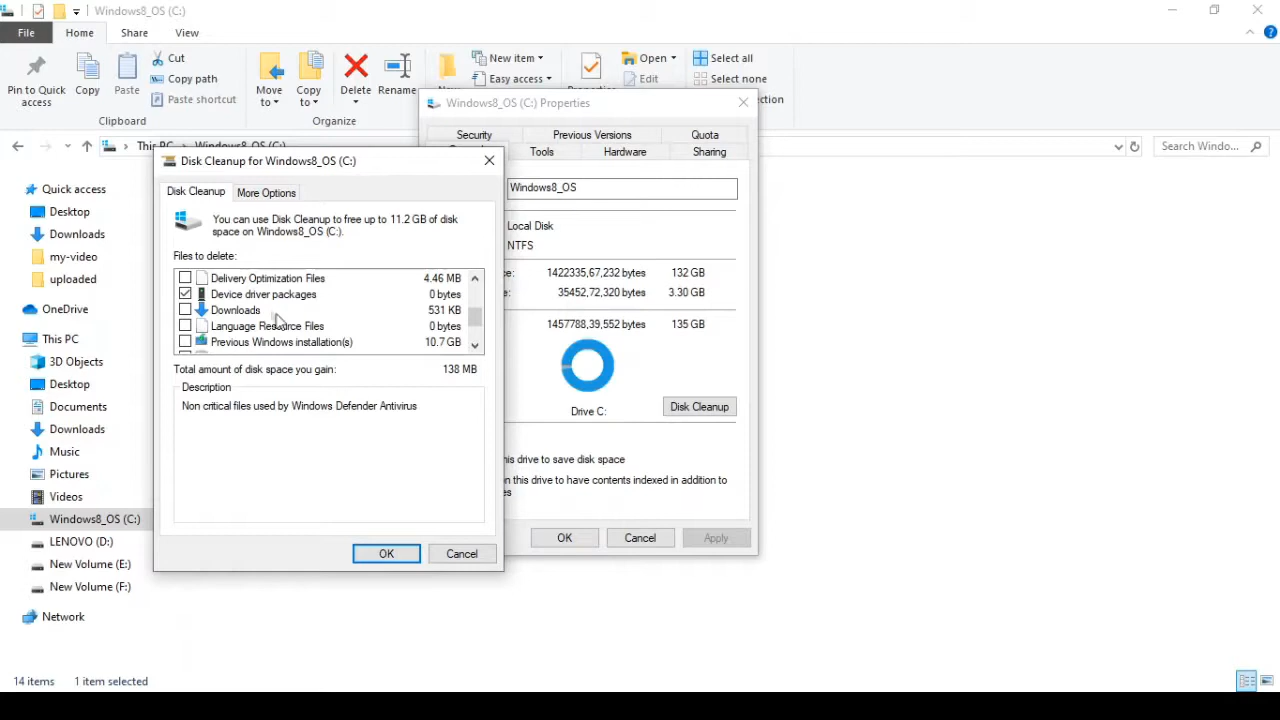 Windows8_OS (C:)
File Home Share View
Pin to Quick access
Copy
Paste
Cut
Copy path
Paste shortcut
Clipboard
Move to
Copy to
Delete
Rename
Organize
New item
Easy access
Open
Edit
Select all
Select none
This PC Windows8_OS (C:)
Search Windo...
Quick access
Desktop
Downloads
my-video
uploaded
OneDrive
This PC
3D Objects
Desktop
Documents
Downloads
Music
Pictures
Videos
Windows8_OS (C:)
LENOVO (D:)
New Volume (E:)
New Volume (F:)
Network
14 items 1 item selected
Disk Cleanup for Windows8_OS (C:)
Disk Cleanup More Options
You can use Disk Cleanup to free up to 11.2 GB of disk
space on Windows8_OS (C:).
Files to delete:
Delivery Optimization Files 4.46 MB
Device driver packages 0 bytes
Downloads 531 KB
Language Resource Files 0 bytes
Previous Windows installation(s) 10.7 GB
Total amount of disk space you gain: 138 MB
Description
Non critical files used by Windows Defender Antivirus
OK Cancel
Windows8_OS (C:) Properties
Security Previous Versions Quota
Tools Hardware Sharing
Windows8_OS
Local Disk
NTFS
1422335,67,232 bytes 132 GB
35452,72,320 bytes 3.30 GB
1457788,39,552 bytes 135 GB
Drive C: Disk Cleanup
this drive to save disk space
on this drive to have contents indexed in addition to
OK Cancel Apply